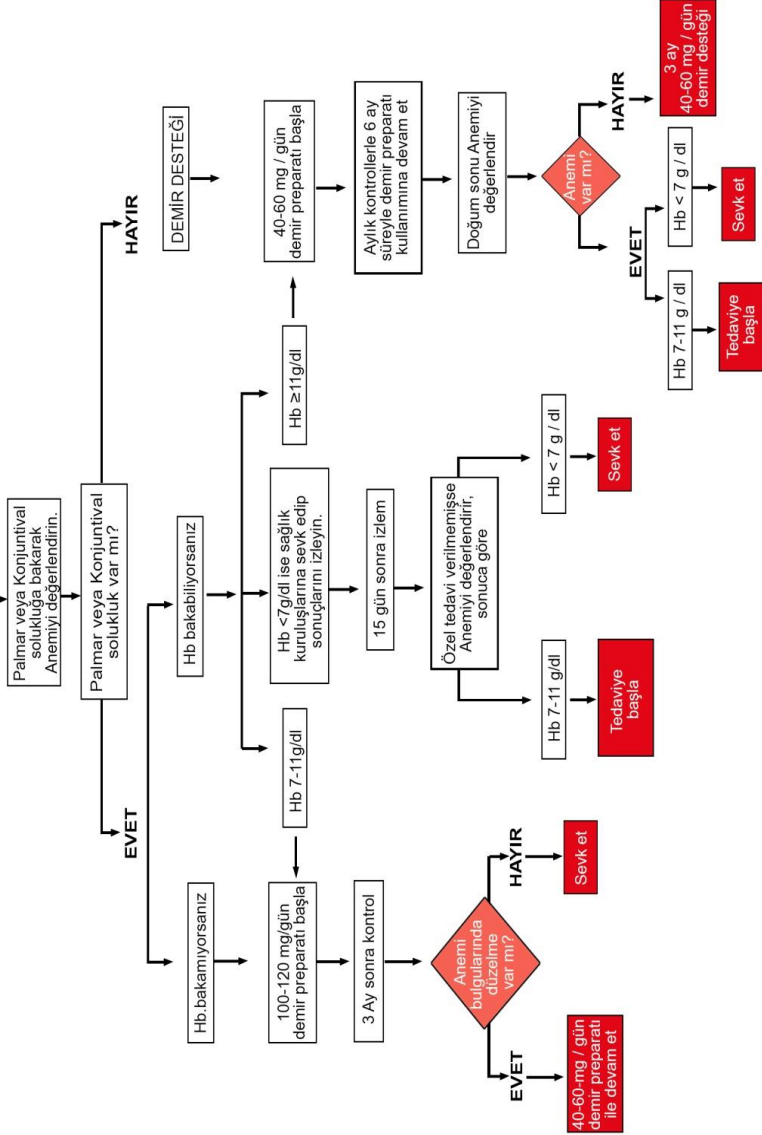 Palmar veya Konjuntival
solukluğa bakarak
Anemiyi değerlendirin.
Palmar veya Konjuntival
solukluk var mı?
EVET
HAYIR
Hb.bakamıyorsanız
Hb bakabiliyorsanız
DEMİR DESTEĞİ
100-120 mg/gün
demir preparatı başla
Hb 7-11g/dl
Hb <7g/dl ise sağlık
kuruluşlarına sevk edip
sonuçlarını izleyin.
Hb ≥11g/dl
40-60 mg / gün
demir preparatı başla
3 Ay sonra kontrol
15 gün sonra izlem
Aylık kontrollerle 6 ay
süreyle demir preparatı
kullanımına devam et
Anemi
bulgularında
düzelme
var mı?
Özel tedavi verilmemişse
Anemiyi değerlendirir,
sonuca göre
Doğum sonu Anemiyi
değerlendir
EVET
HAYIR
40-60-mg / gün
demir preparatı
ile devam et
Sevk et
Hb 7-11 g/dl
Hb < 7 g / dl
Tedaviye
başla
Sevk et
Anemi
var mı?
EVET
HAYIR
Hb 7-11 g / dl
Hb < 7 g / dl
3 ay
40-60 mg / gün
demir desteği
Tedaviye
başla
Sevk et